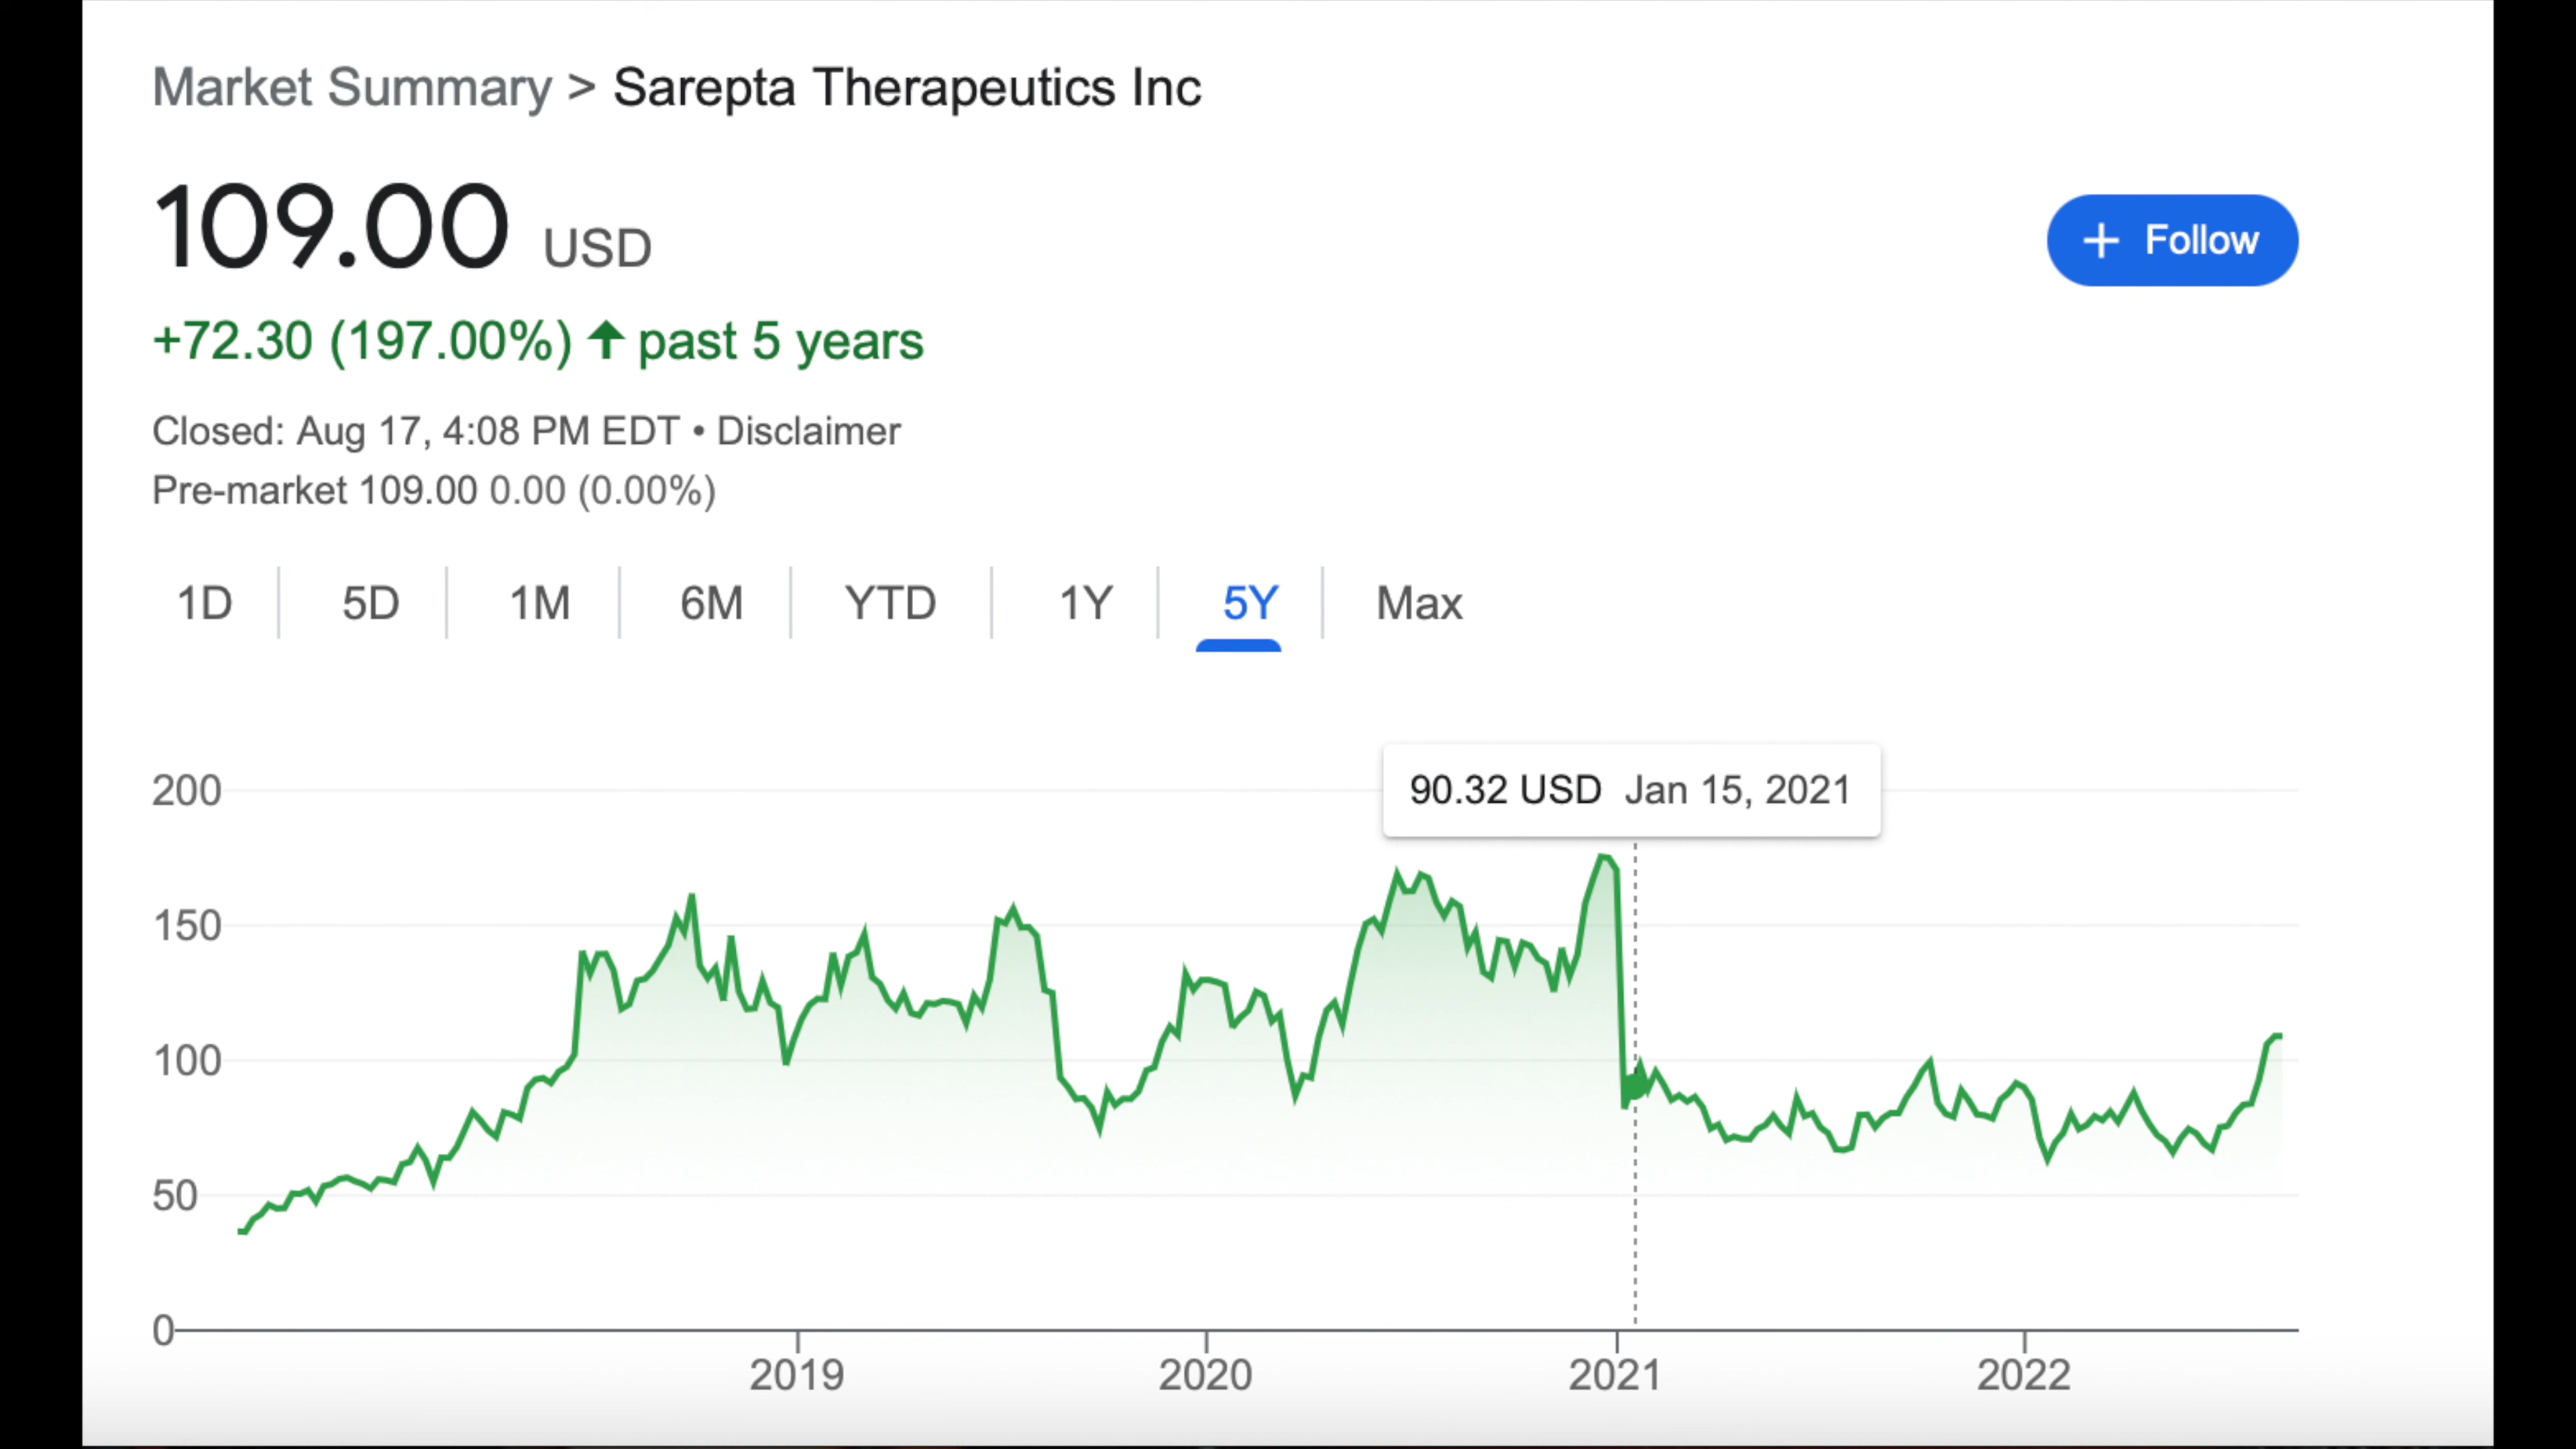 Market Summary > Sarepta Therapeutics Inc
109.00 USD
+ Follow
+72.30 (197.00%) ↑ past 5 years
Closed: Aug 17, 4:08 PM EDT • Disclaimer
Pre-market 109.00 0.00 (0.00%)
1D 5D 1M 6M YTD 1Y 5Y Max
90.32 USD Jan 15, 2021
200
150
100
50
0
2019 2020 2021 2022